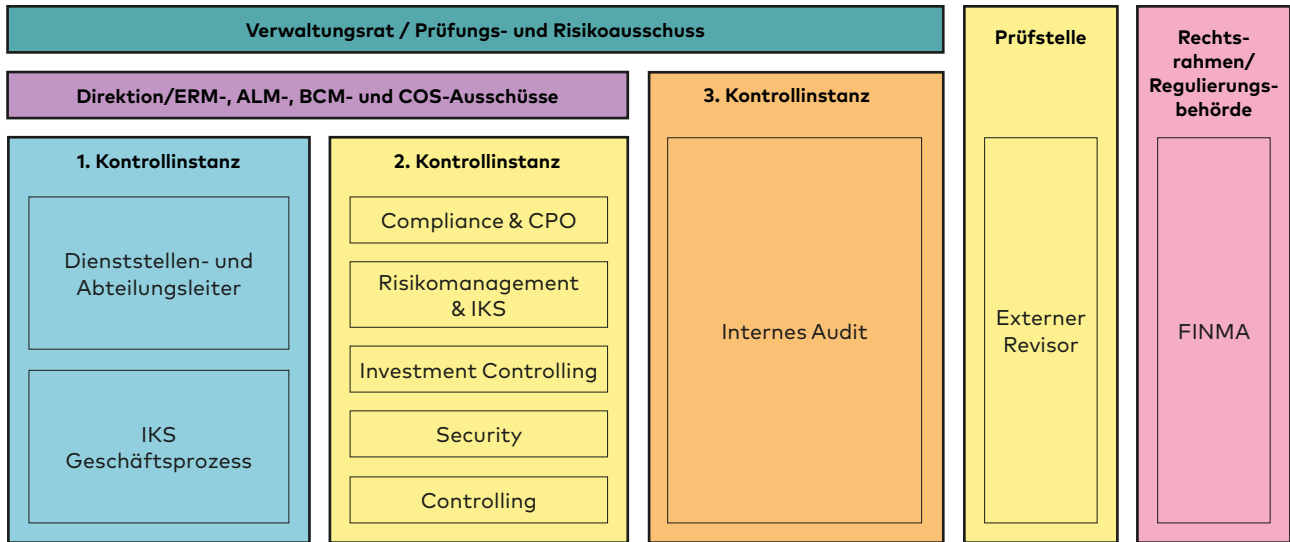 Verwaltungsrat / Prüfungs- und Risikoausschuss
Direktion/ERM-, ALM-, BCM- und COS-Ausschüsse
1. Kontrollinstanz
Dienststellen- und
Abteilungsleiter
IKS
Geschäftsprozess
2. Kontrollinstanz
Compliance & CPO
Risikomanagement
& IKS
Investment Controlling
Security
Controlling
3. Kontrollinstanz
Internes Audit
Prüfstelle
Externer
Revisor
Rechts-
rahmen/
Regulierungs-
behörde
FINMA